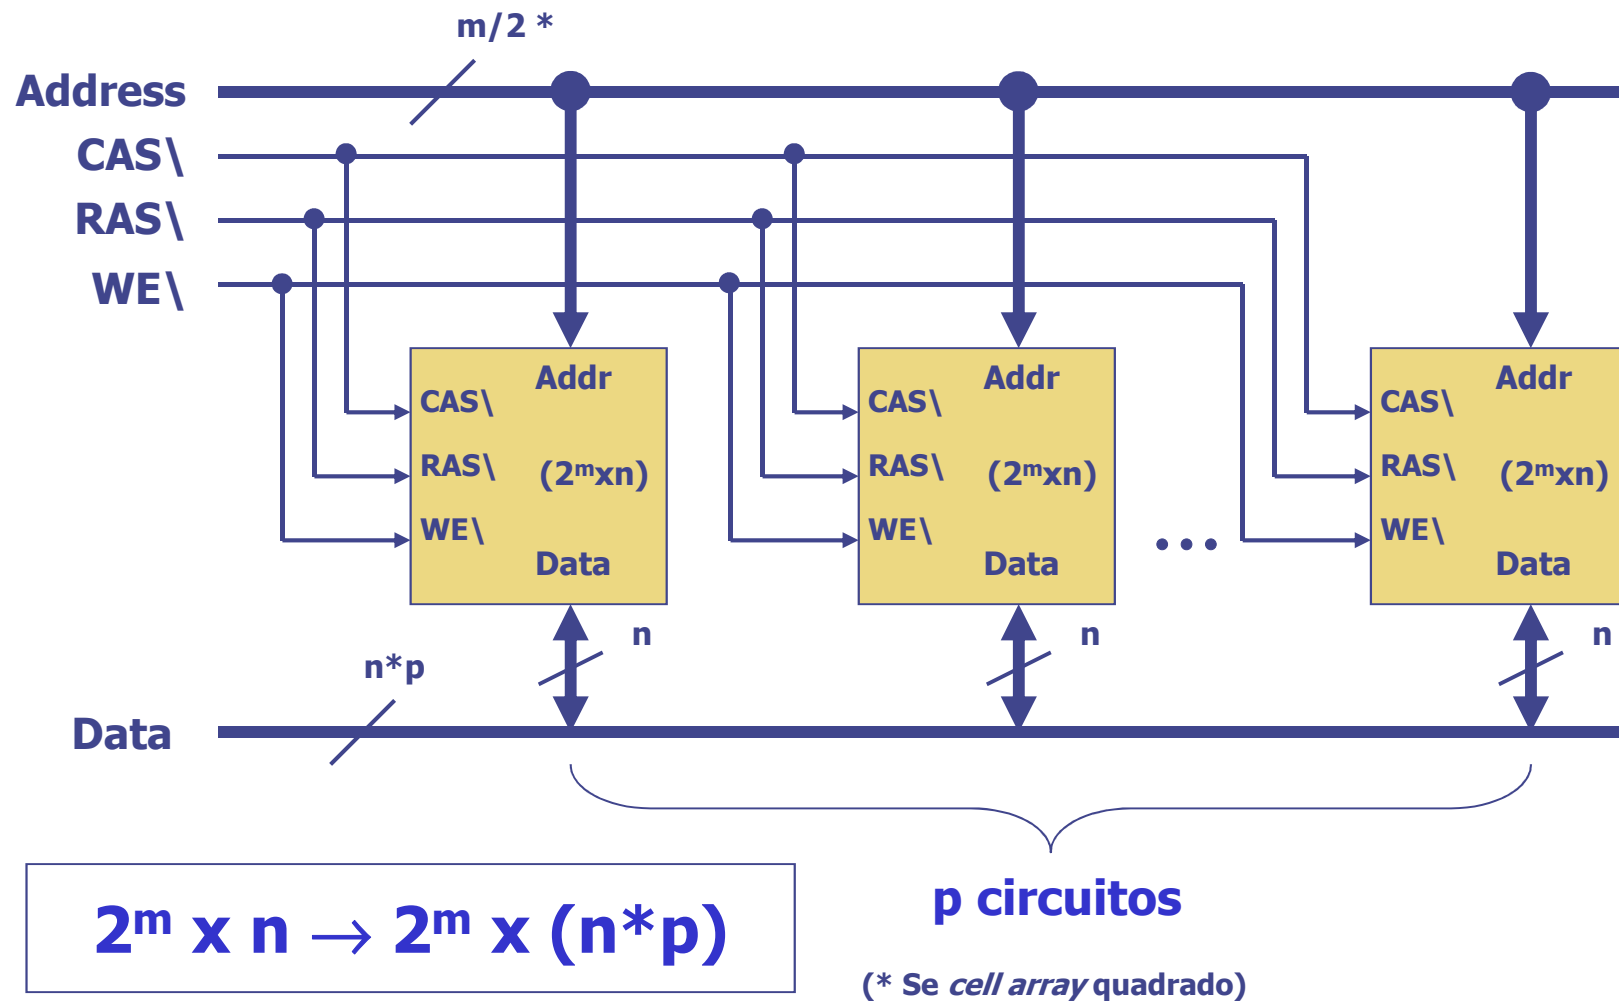 m/2 *
Address
CAS\
RAS\
WE\
Addr
CAS\
RAS\
(2ᵐxn)
WE\
Data
n
Addr
CAS\
RAS\
(2ᵐxn)
WE\
Data
n
...
Addr
CAS\
RAS\
(2ᵐxn)
WE\
Data
n
n*p
Data
2ᵐ x n → 2ᵐ x (n*p)
p circuitos
(* Se cell array quadrado)